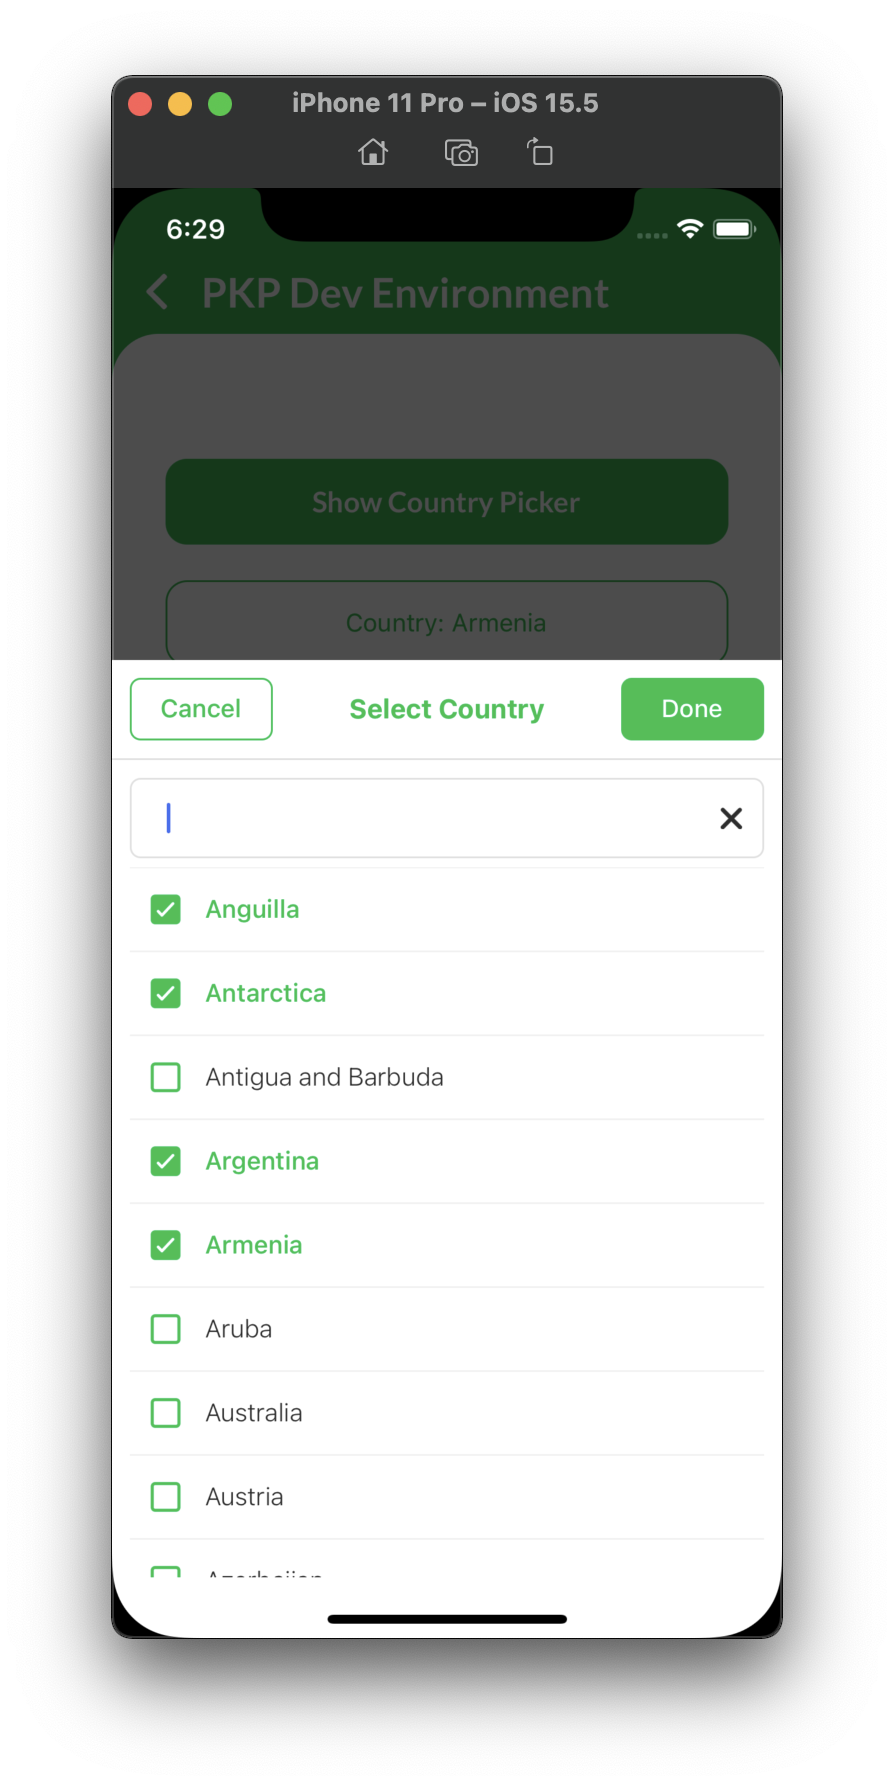 iPhone 11 Pro – iOS 15.5
6:29
PKP Dev Environment
Show Country Picker
Country: Armenia
Cancel
Select Country
Done
Anguilla
Antarctica
Antigua and Barbuda
Argentina
Armenia
Aruba
Australia
Austria